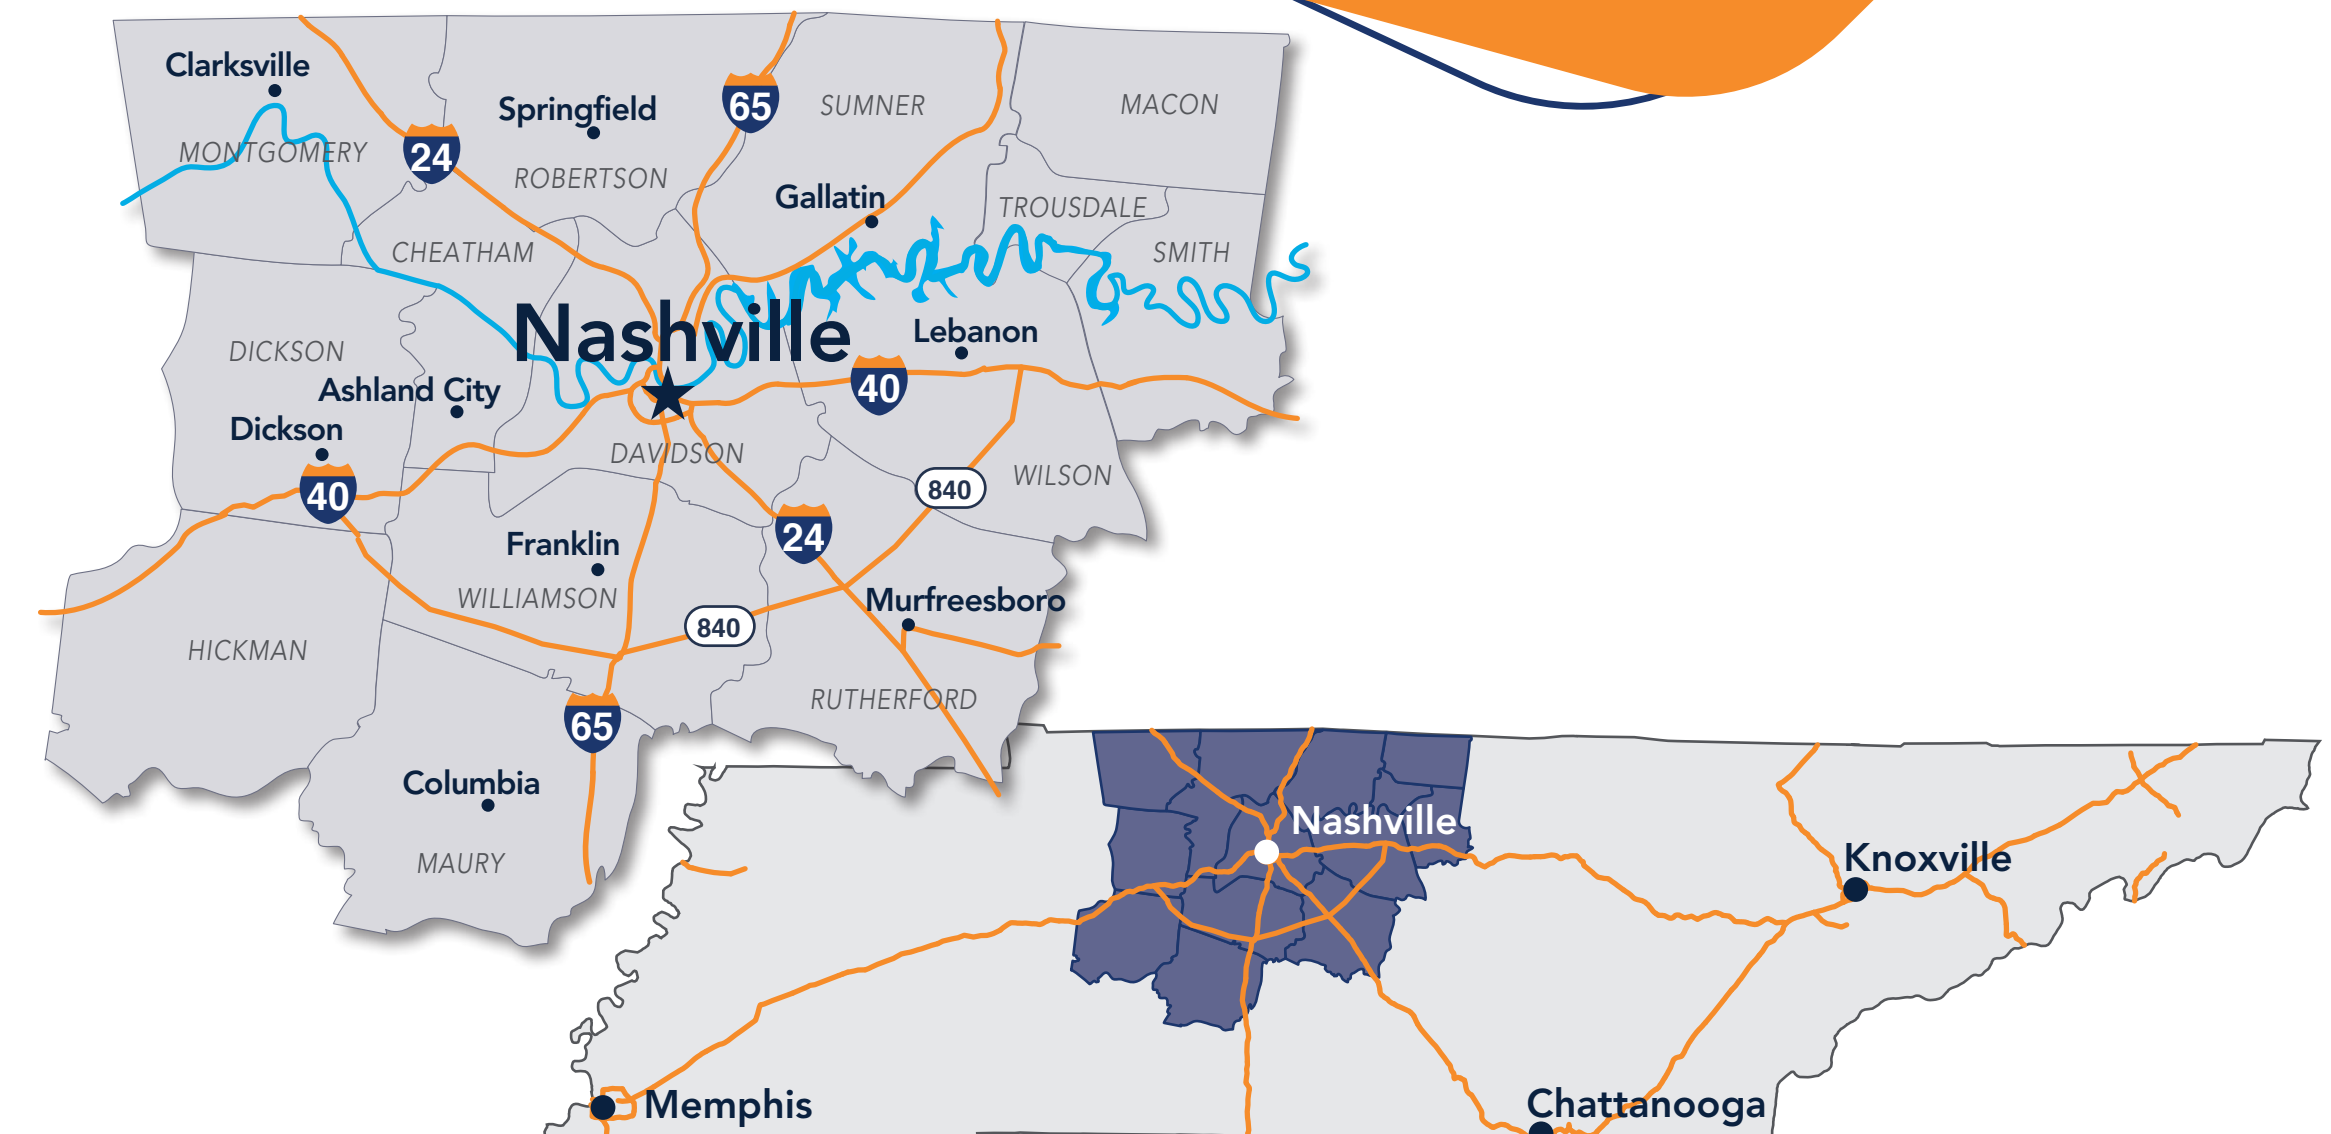 Clarksville
65
Springfield
SUMNER
MACON
24
MONTGOMERY
ROBERTSON
Gallatin
TROUSDALE
CHEATHAM
SMITH
Nashville
Lebanon
DICKSON
40
Ashland City
Dickson
DAVIDSON
WILSON
40
840
24
Franklin
WILLIAMSON
Murfreesboro
840
HICKMAN
RUTHERFORD
65
Columbia
MAURY
Nashville
Knoxville
Memphis
Chattanooga